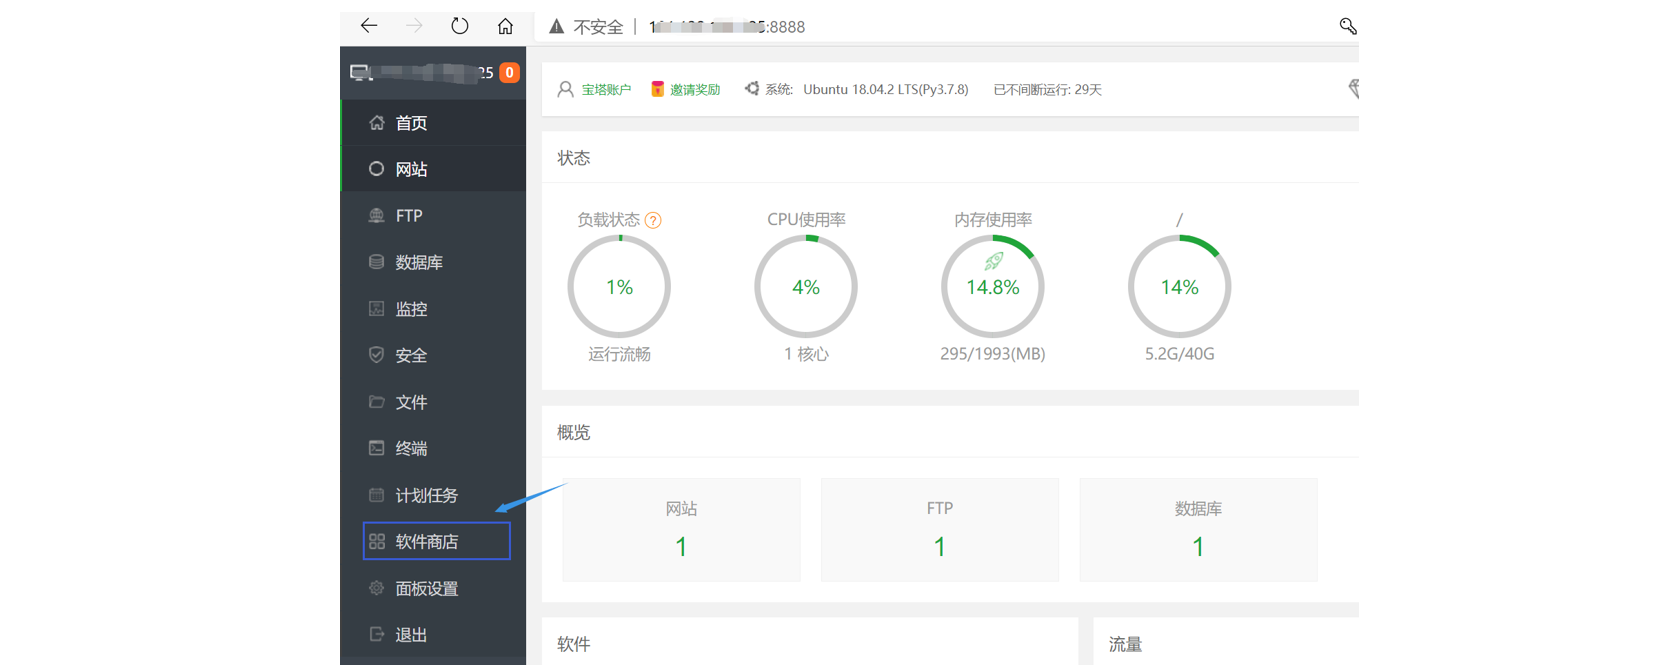 不安全 | :8888
25 0
宝塔账户 邀请奖励 系统: Ubuntu 18.04.2 LTS(Py3.7.8) 已不间断运行: 29天
首页
网站
FTP
数据库
监控
安全
文件
终端
计划任务
软件商店
面板设置
退出
状态
负载状态 ? CPU使用率 内存使用率 /
1% 4% 14.8% 14%
运行流畅 1 核心 295/1993(MB) 5.2G/40G
概览
网站 FTP 数据库
1 1 1
软件 流量